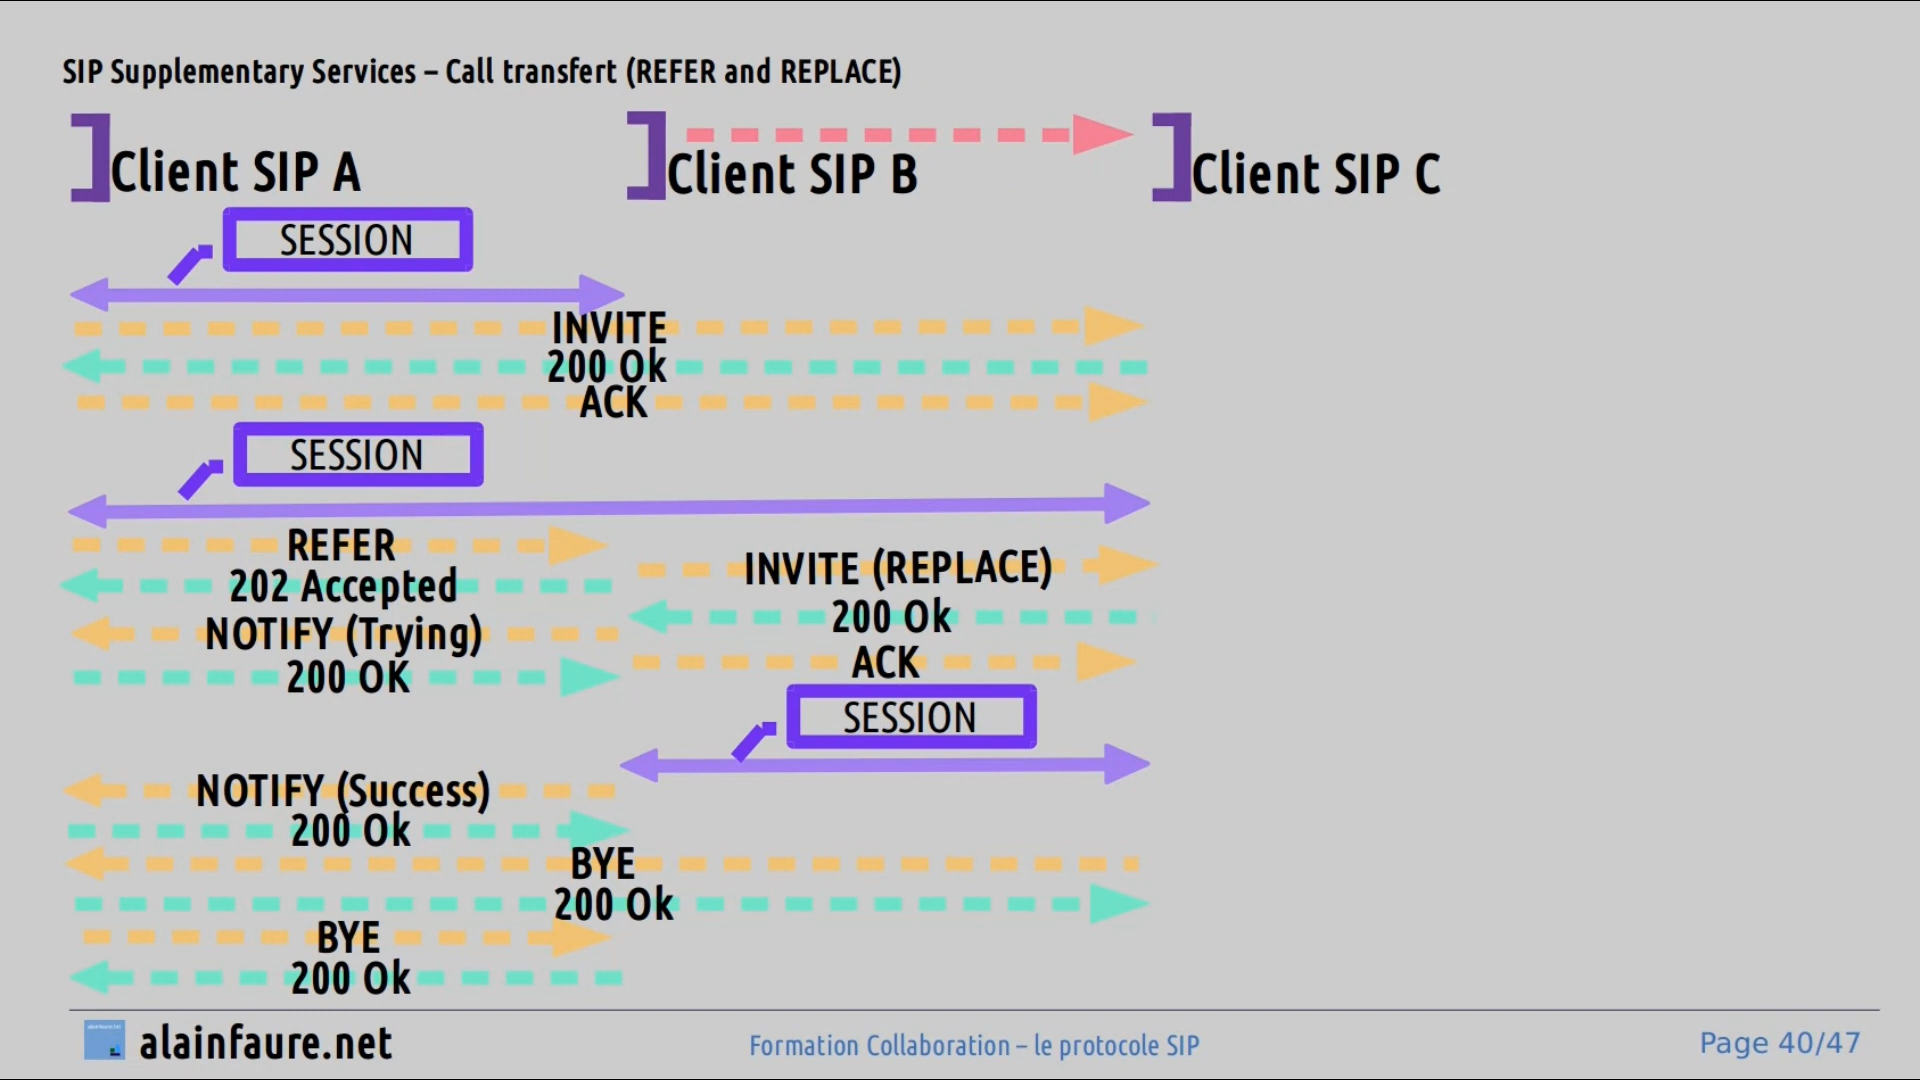 SIP Supplementary Services – Call transfert (REFER and REPLACE)
Client SIP A
Client SIP B
Client SIP C
SESSION
INVITE
200 Ok
ACK
SESSION
REFER
INVITE (REPLACE)
202 Accepted
200 Ok
NOTIFY (Trying)
ACK
200 OK
SESSION
NOTIFY (Success)
200 Ok
BYE
200 Ok
BYE
200 Ok
alainfaure.net
Formation Collaboration – le protocole SIP
Page 40/47